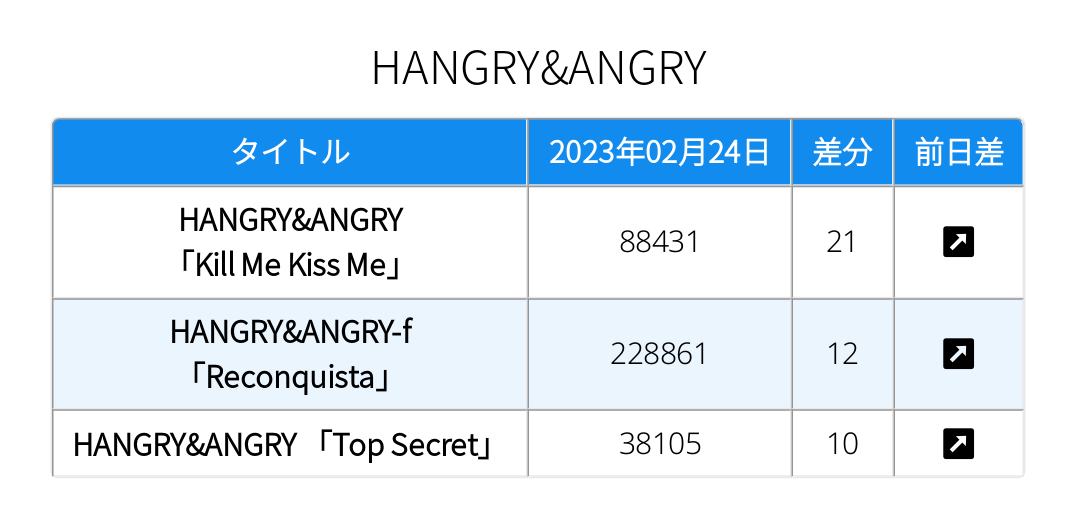 HANGRY&ANGRY
タイトル 2023年02月24日 差分 前日差
HANGRY&ANGRY
「Kill Me Kiss Me」 88431 21
HANGRY&ANGRY-f
「Reconquista」 228861 12
HANGRY&ANGRY 「Top Secret」 38105 10